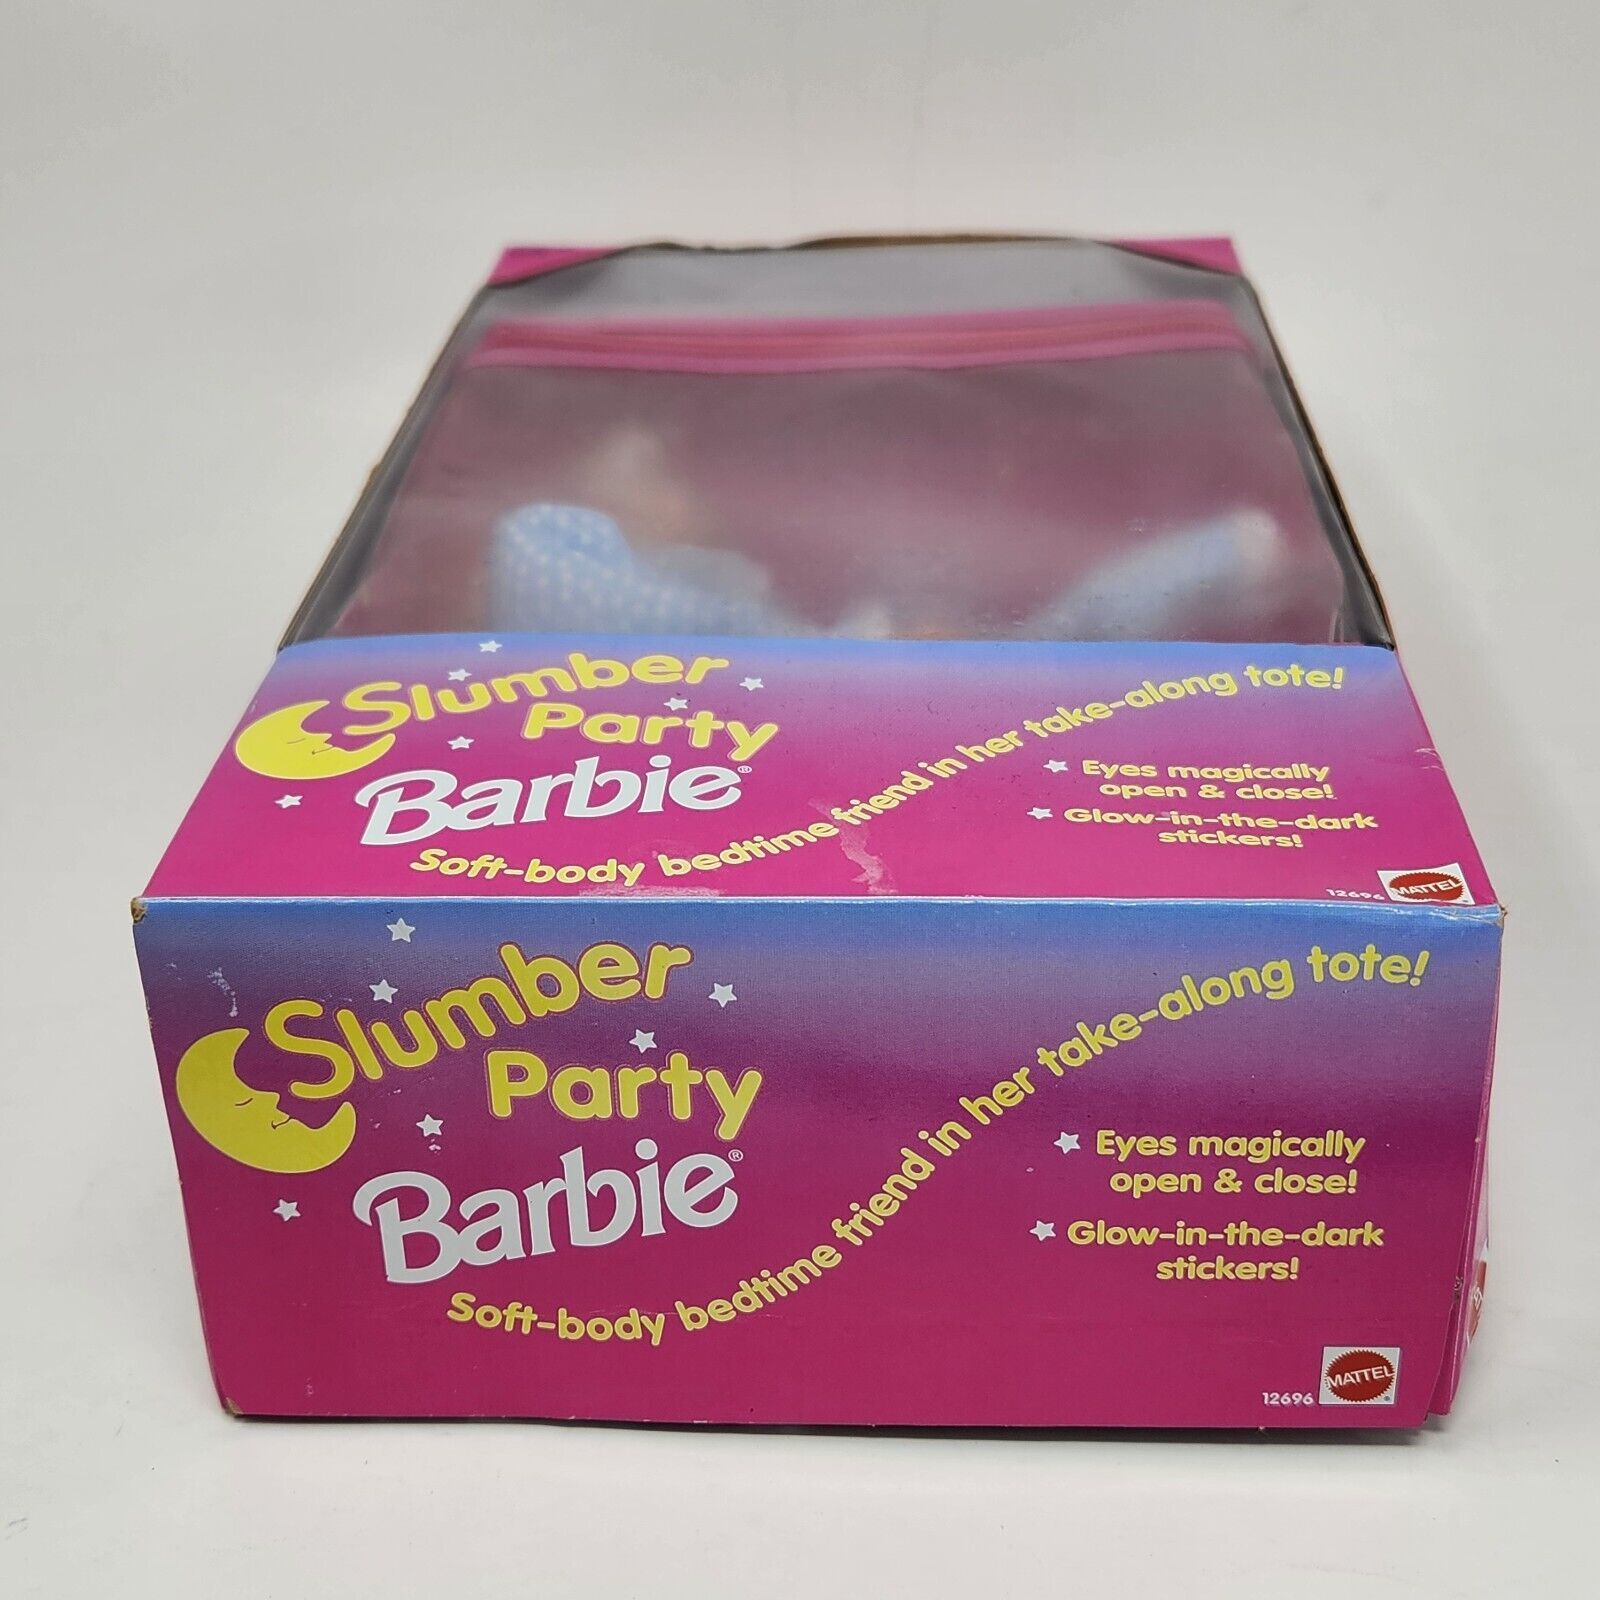 Slumber
Party
Barbie®
Soft-body bedtime friend in her take-along tote!
Eyes magically
open & close!
Glow-in-the-dark
stickers!
12696
MATTEL
Slumber
Party
Barbie®
Soft-body bedtime friend in her take-along tote!
Eyes magically
open & close!
Glow-in-the-dark
stickers!
12696
MATTEL